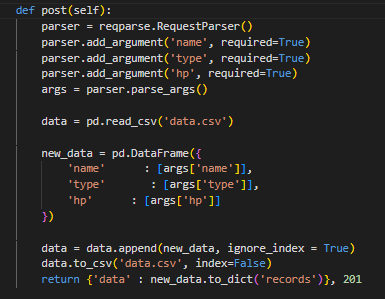 def post(self):
    parser = reqparse.RequestParser()
    parser.add_argument('name', required=True)
    parser.add_argument('type', required=True)
    parser.add_argument('hp', required=True)
    args = parser.parse_args()

    data = pd.read_csv('data.csv')

    new_data = pd.DataFrame({
        'name'      : [args['name']],
        'type'       : [args['type']],
        'hp'     : [args['hp']]
    })

    data = data.append(new_data, ignore_index = True)
    data.to_csv('data.csv', index=False)
    return {'data' : new_data.to_dict('records')}, 201